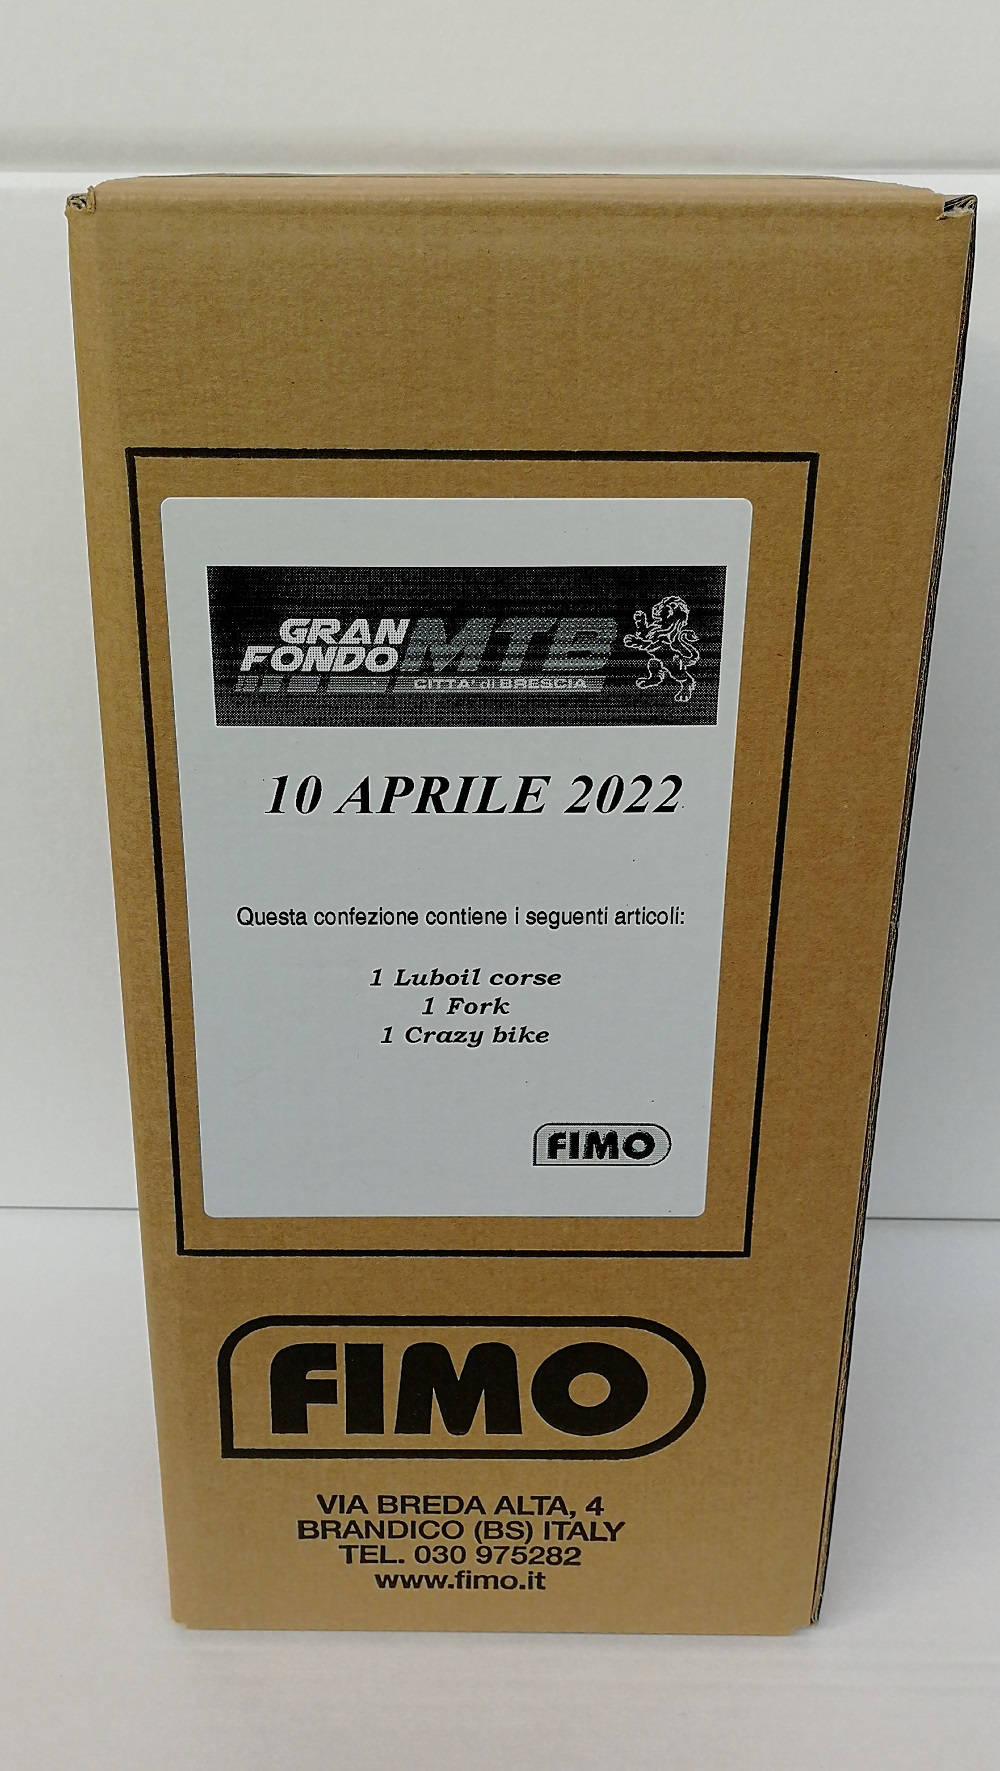 GRAN
FONDO MTB
CITTA' di BRESCIA
10 APRILE 2022
Questa confezione contiene i seguenti articoli:
1 Luboil corse
1 Fork
1 Crazy bike
FIMO
FIMO
VIA BREDA ALTA, 4
BRANDICO (BS) ITALY
TEL. 030 975282
www.fimo.it